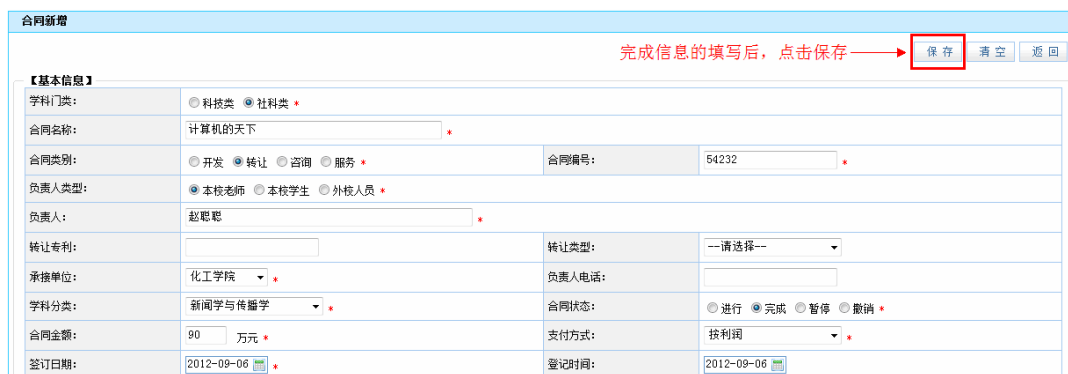 合同新增
完成信息的填写后，点击保存 保存 清空 返回
【基本信息】
学科门类： 科技类 社科类 *
合同名称： 计算机的天下 *
合同类别： 开发 转让 咨询 服务 * 合同编号： 54232 *
负责人类型： 本校老师 本校学生 外校人员 *
负责人： 赵聪聪 *
转让专利： 转让类型： --请选择--
承接单位： 化工学院 * 负责人电话：
学科分类： 新闻学与传播学 * 合同状态： 进行 完成 暂停 撤销 *
合同金额： 90 万元 * 支付方式： 按利润 *
签订日期： 2012-09-06 * 登记时间： 2012-09-06